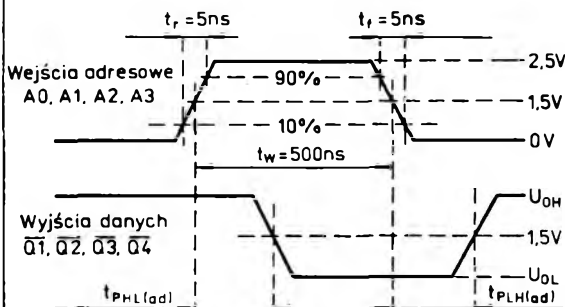 tr = 5ns
tf = 5ns
Wejścia adresowe
A0, A1, A2, A3
2,5V
90%
1,5V
10%
0V
tw = 500ns
Wyjścia danych
Q1, Q2, Q3, Q4
UOH
1,5V
UOL
tPHL(ad)
tPLH(ad)